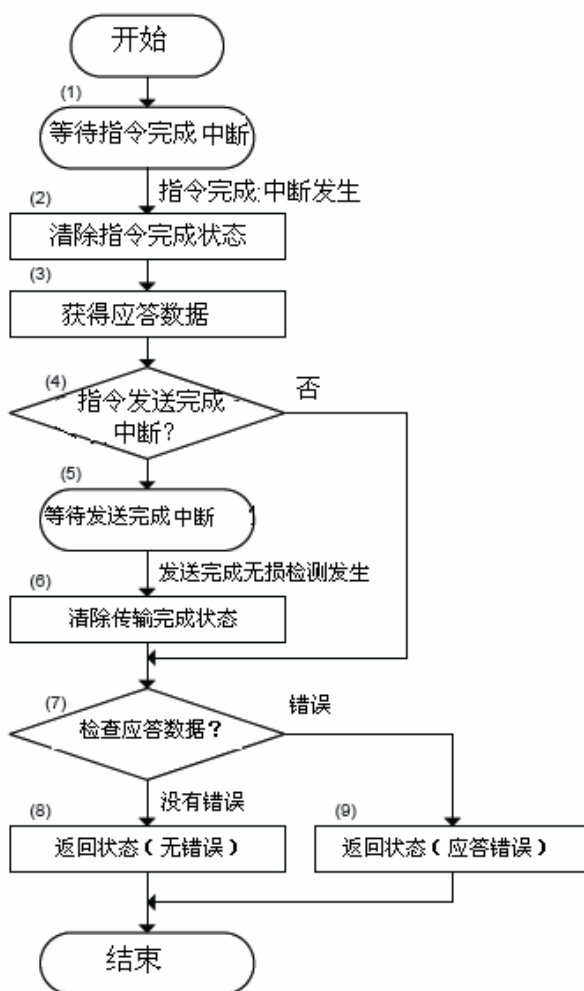 开始
(1)
等待指令完成中断
指令完成:中断发生
(2)
清除指令完成状态
(3)
获得应答数据
(4)
指令发送完成
中断?
否
(5)
等待发送完成中断
发送完成无损检测发生
(6)
清除传输完成状态
(7)
检查应答数据?
错误
没有错误
(8)
返回状态(无错误)
(9)
返回状态(应答错误)
结束